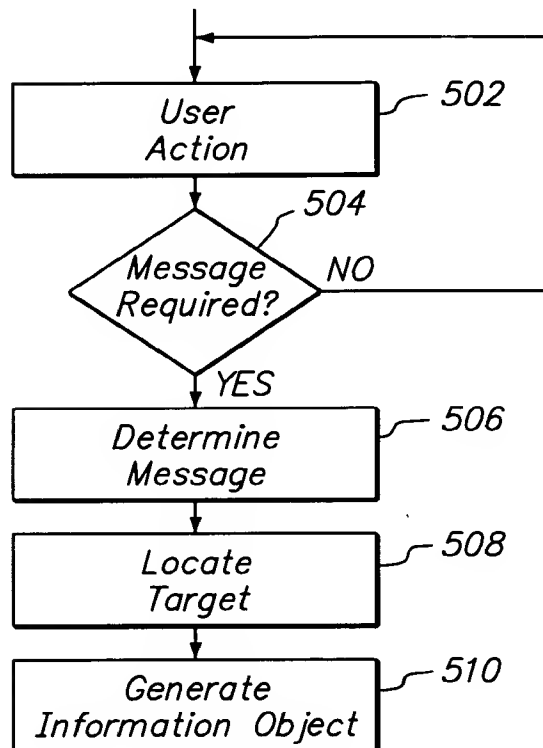 User
Action
502
504
Message
Required?
NO
YES
Determine
Message
506
Locate
Target
508
Generate
Information Object
510